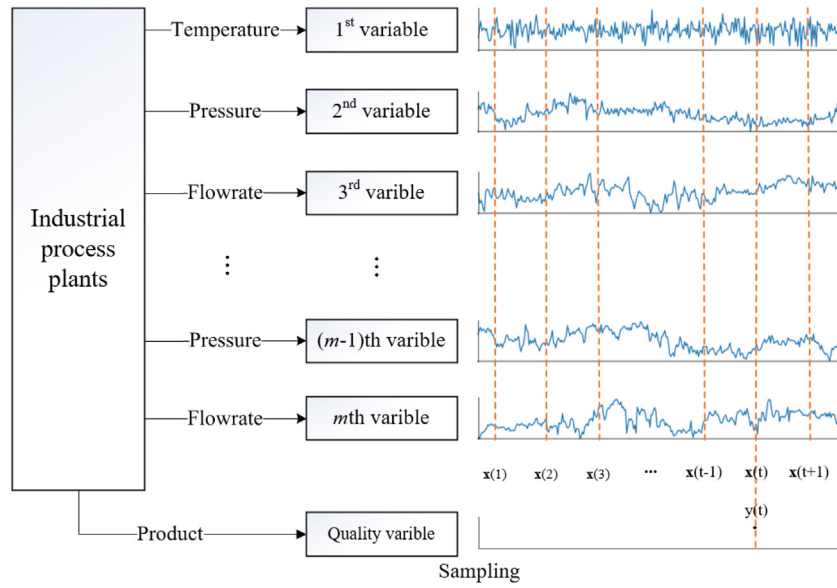 Industrial
process
plants
Temperature
1st variable
Pressure
2nd variable
Flowrate
3rd varible
⋮
⋮
Pressure
(m-1)th varible
Flowrate
mth varible
x(1) x(2) x(3) ... x(t-1) x(t) x(t+1)
y(t)
Product
Quality varible
Sampling